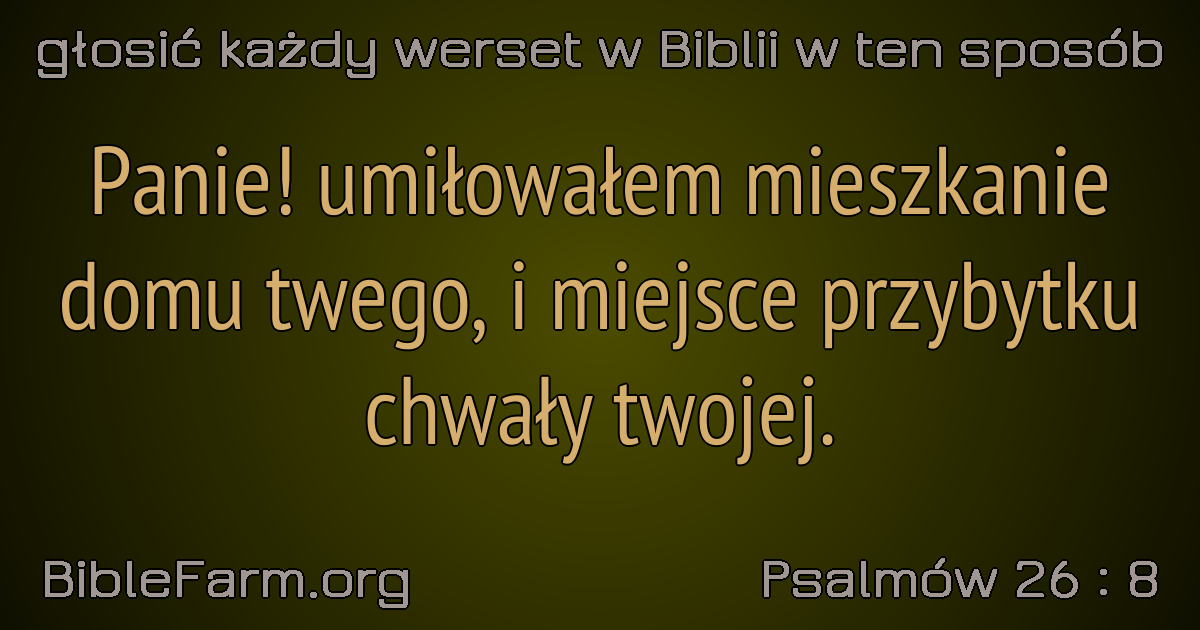 głosić każdy werset w Biblii w ten sposób
Panie! umiłowałem mieszkanie
domu twego, i miejsce przybytku
chwały twojej.
BibleFarm.org
Psalmów 26 : 8